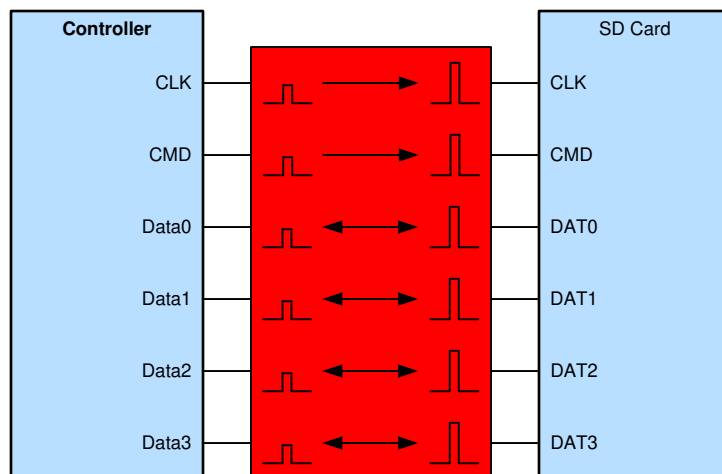 Controller
SD Card
CLK
CLK
CMD
CMD
Data0
DAT0
Data1
DAT1
Data2
DAT2
Data3
DAT3